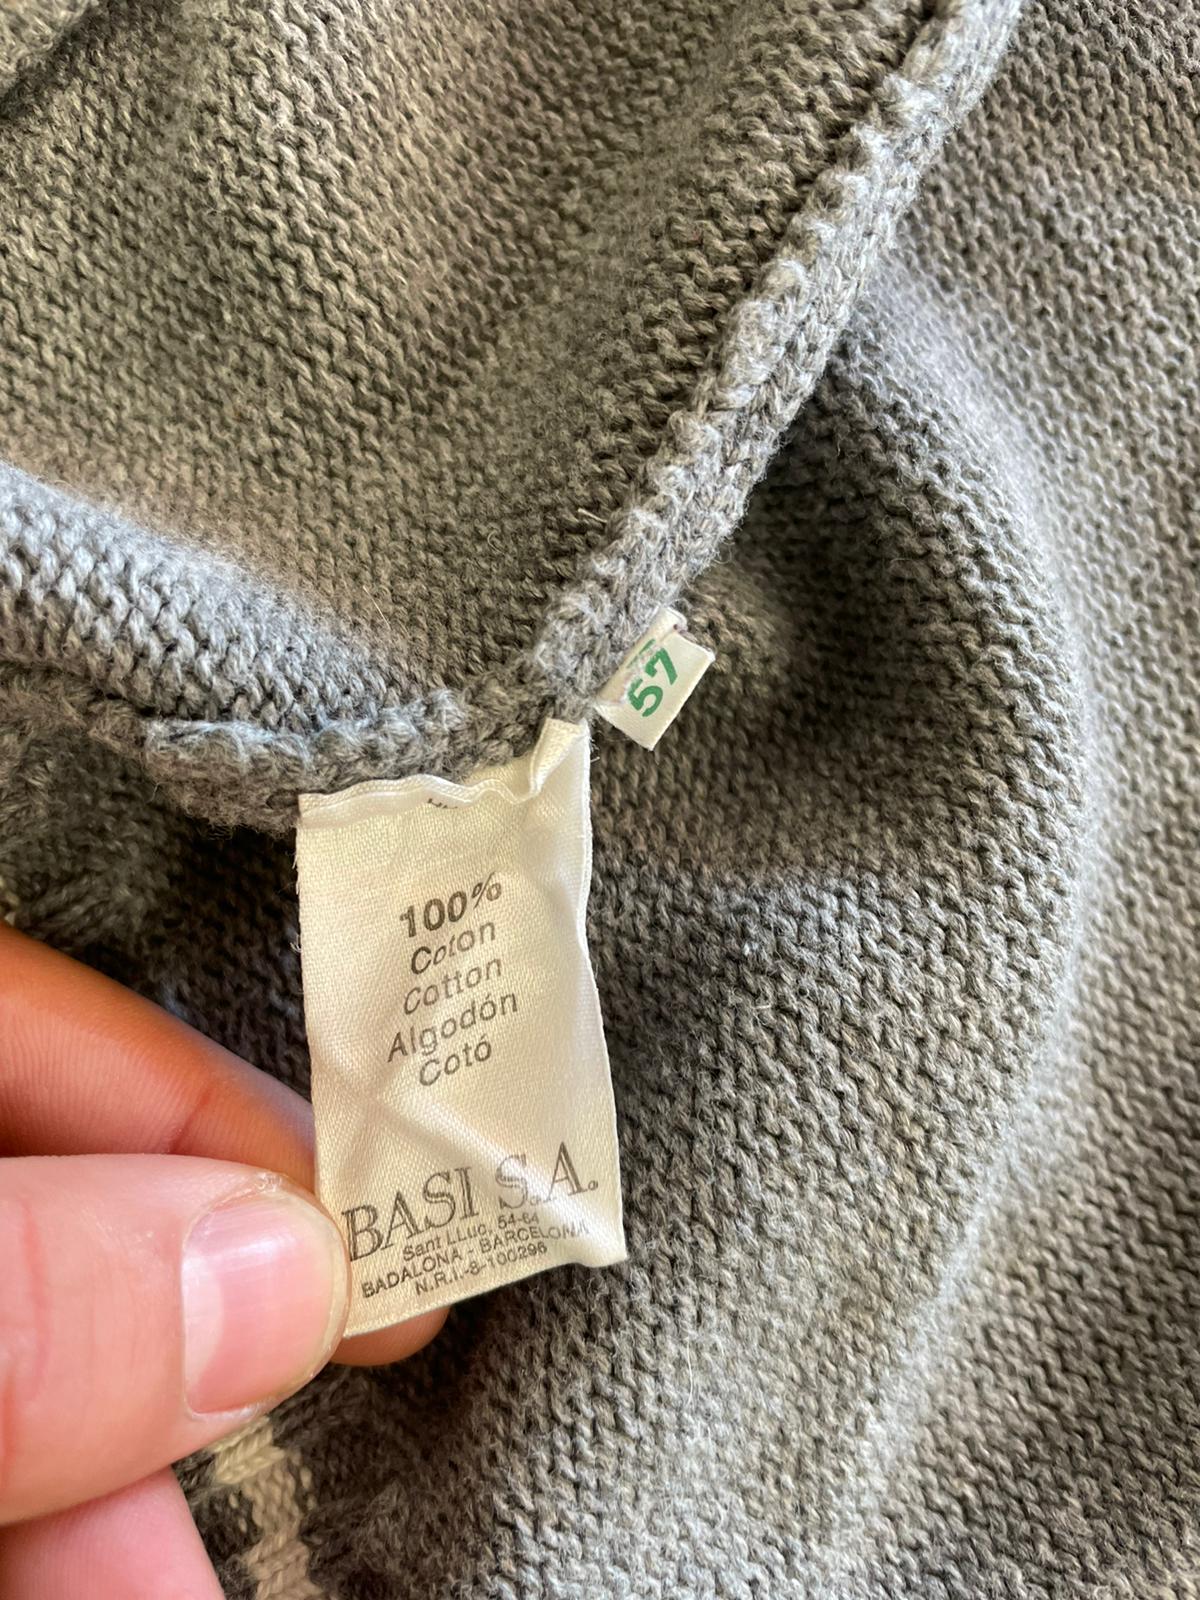 57
100%
Coton
Cotton
Algodón
Cotó
BASI S.A.
Sant LLuc, 54-64
BADALONA - BARCELONA
N.R.I.-8-100296